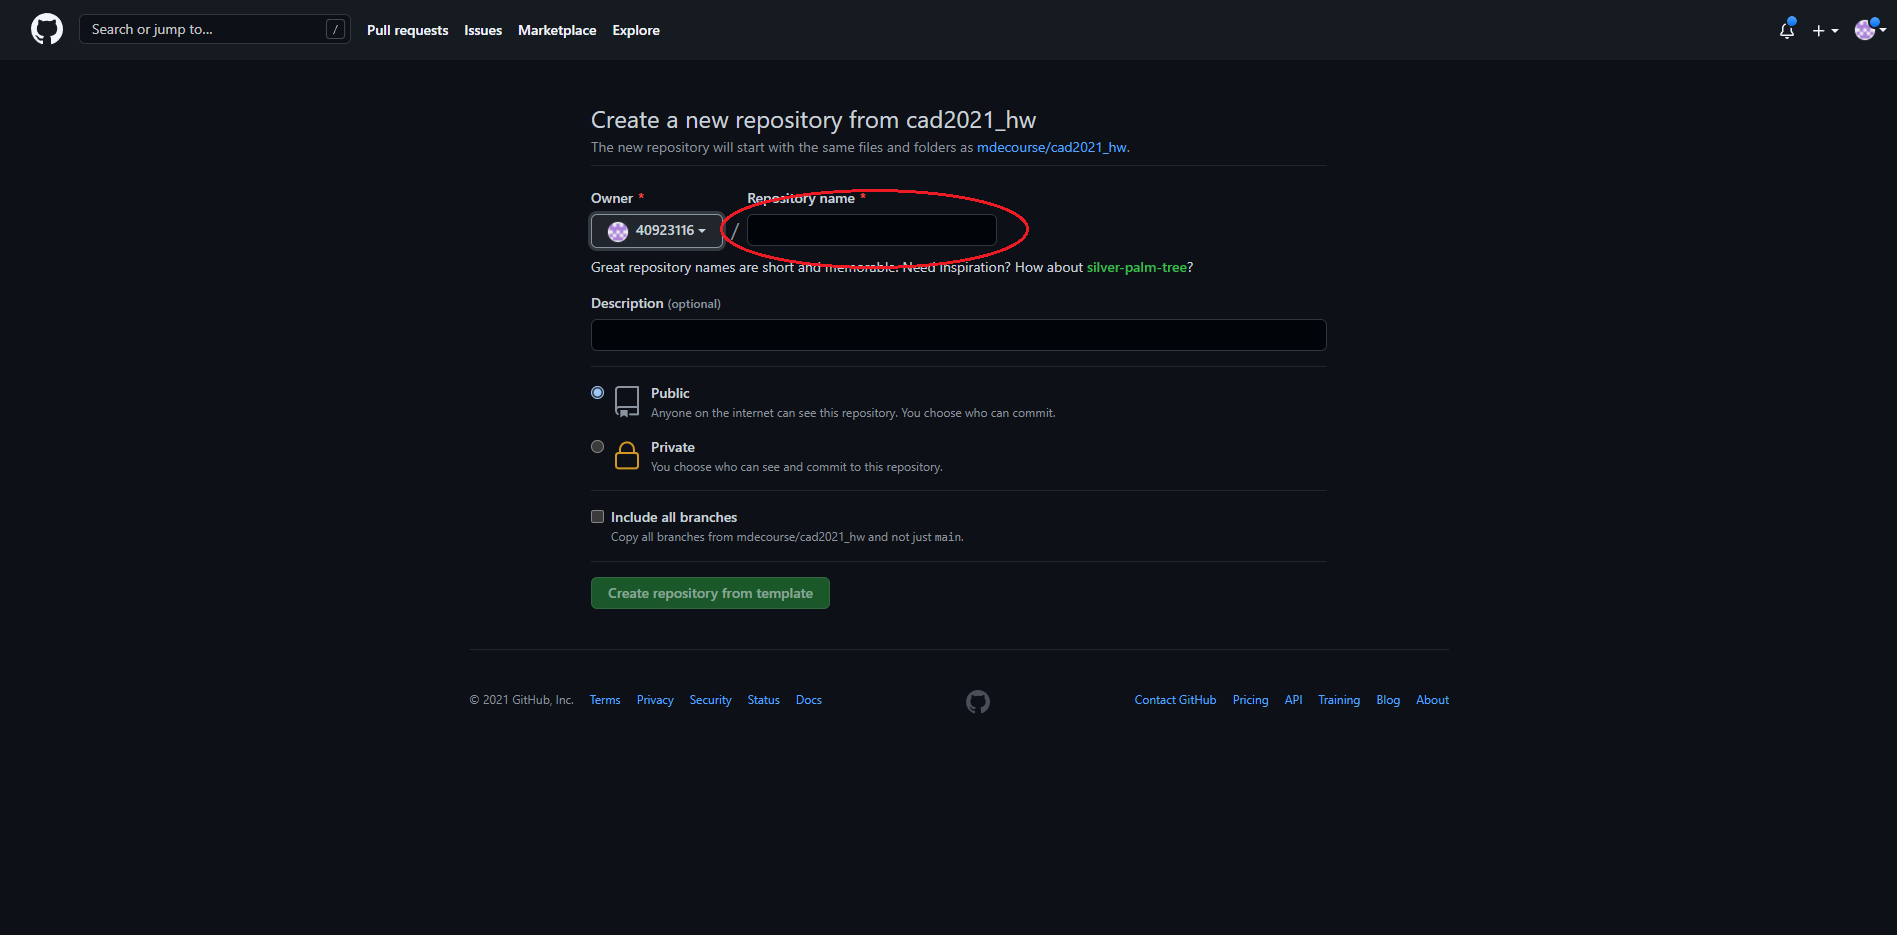 Search or jump to... / Pull requests Issues Marketplace Explore
Create a new repository from cad2021_hw
The new repository will start with the same files and folders as mdecourse/cad2021_hw.
Owner * Repository name *
40923116 /
Great repository names are short and memorable. Need inspiration? How about silver-palm-tree?
Description (optional)
Public
Anyone on the internet can see this repository. You choose who can commit.
Private
You choose who can see and commit to this repository.
Include all branches
Copy all branches from mdecourse/cad2021_hw and not just main.
Create repository from template
© 2021 GitHub, Inc. Terms Privacy Security Status Docs Contact GitHub Pricing API Training Blog About